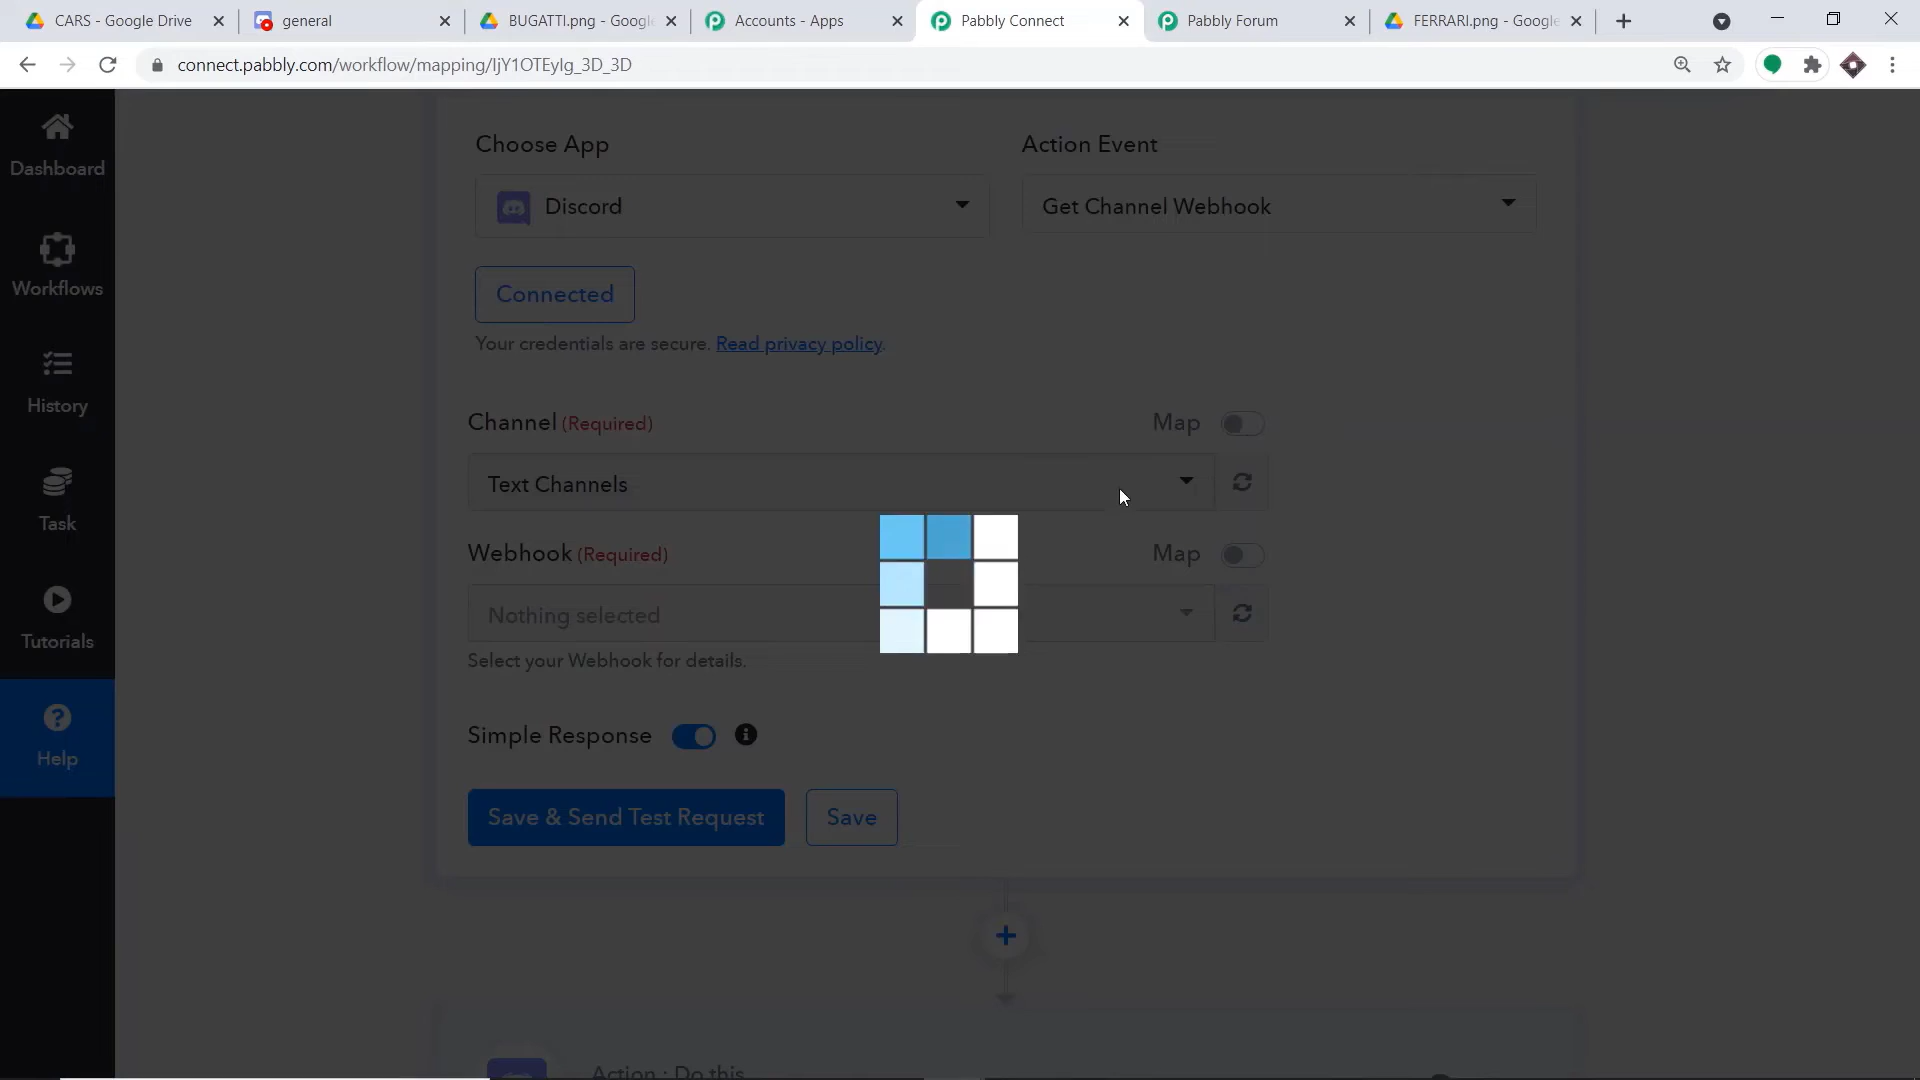 CARS - Google Drive
general
BUGATTI.png - Google
Accounts - Apps
Pabbly Connect
Pabbly Forum
FERRARI.png - Google
connect.pabbly.com/workflow/mapping/IjY1OTEyIg_3D_3D
Dashboard
Workflows
History
Task
Tutorials
Help
Choose App
Action Event
Discord
Get Channel Webhook
Connected
Your credentials are secure. Read privacy policy.
Channel (Required)
Map
Text Channels
Webhook (Required)
Map
Nothing selected
Select your Webhook for details.
Simple Response
Save & Send Test Request
Save
Action : Do this